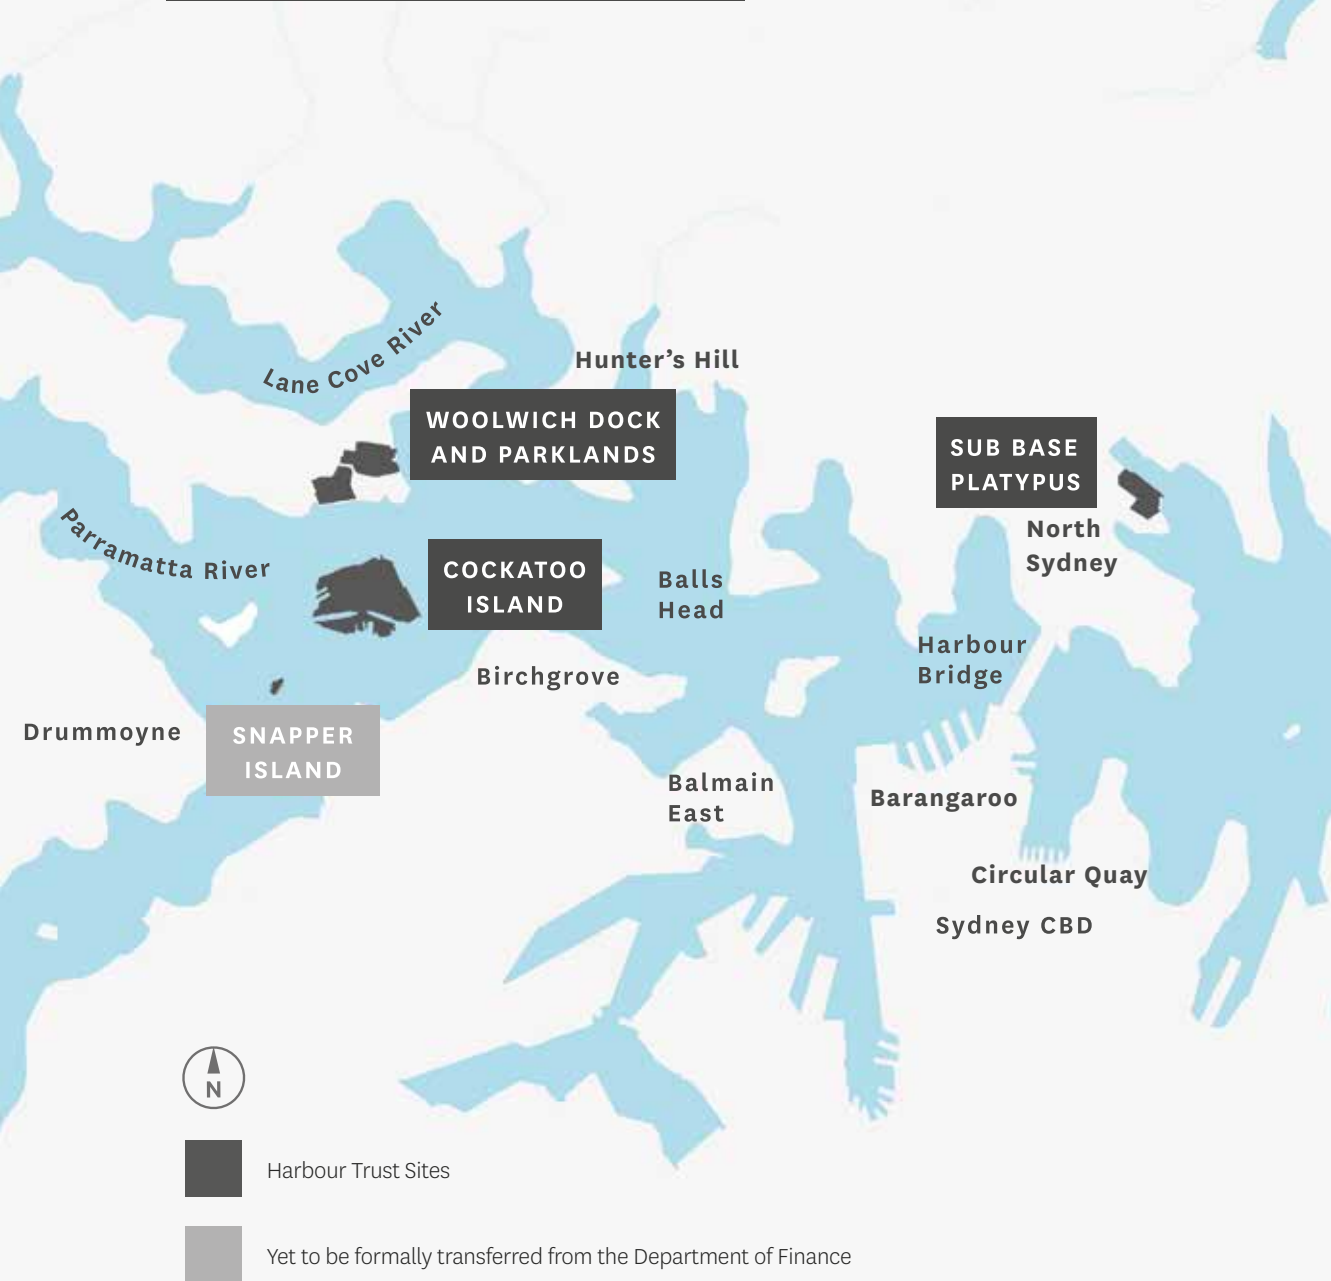 Lane Cove River
Hunter’s Hill
WOOLWICH DOCK
AND PARKLANDS
SUB BASE
PLATYPUS
North
Sydney
Parramatta River
COCKATOO
ISLAND
Balls
Head
Harbour
Bridge
Birchgrove
Drummoyne
SNAPPER
ISLAND
Balmain
East
Barangaroo
Circular Quay
Sydney CBD
N
Harbour Trust Sites
Yet to be formally transferred from the Department of Finance